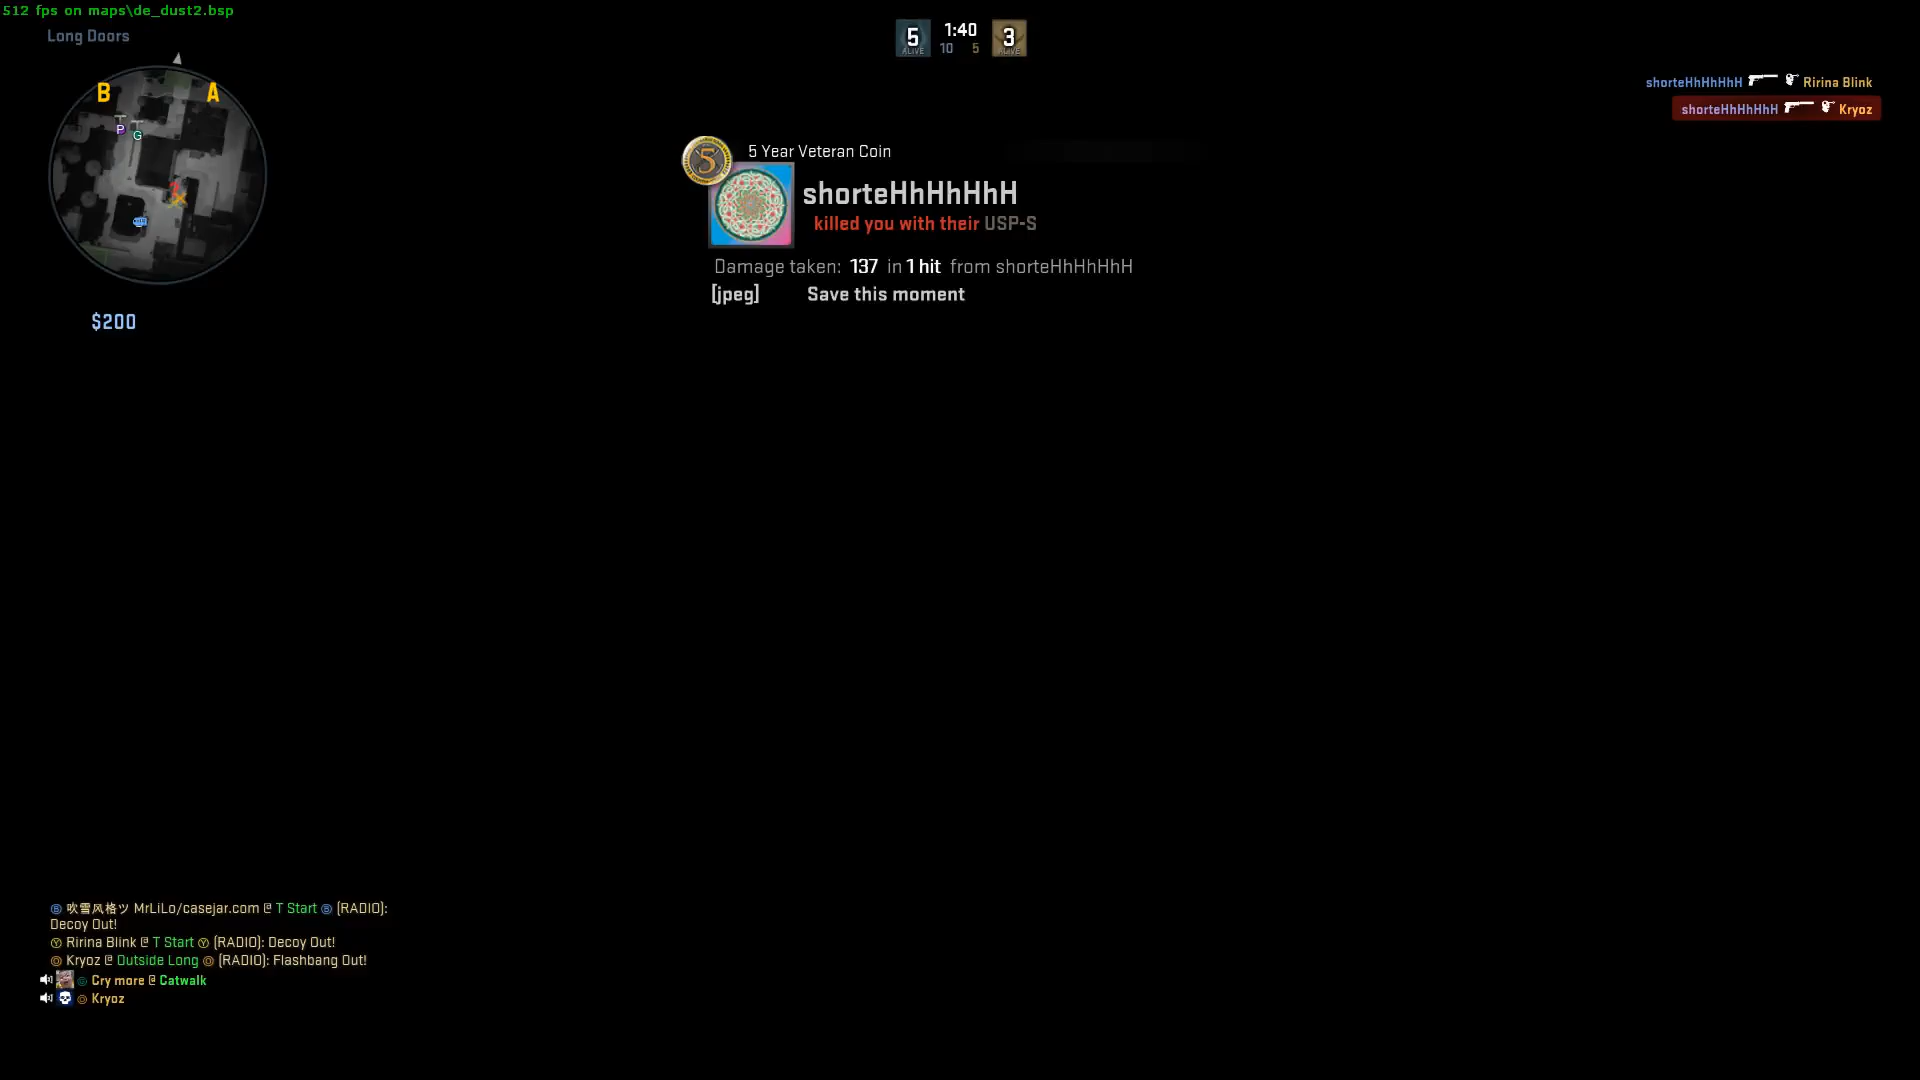 512 fps on maps\de_dust2.bsp
Long Doors
5 1:40 3
ALIVE 10 5 ALIVE
B A
P G
?
$200
shorteHhHhHhH Ririna Blink
shorteHhHhHhH Kryoz
5 Year Veteran Coin
5
shorteHhHhHhH
killed you with their USP-S
Damage taken: 137 in 1 hit from shorteHhHhHhH
[jpeg] Save this moment
Ⓑ 吹雪风格ツ MrLiLo/casejar.com @ T Start Ⓑ (RADIO):
Decoy Out!
Ⓨ Ririna Blink @ T Start Ⓨ (RADIO): Decoy Out!
Ⓞ Kryoz @ Outside Long Ⓞ (RADIO): Flashbang Out!
Ⓖ Cry more @ Catwalk
Ⓞ Kryoz